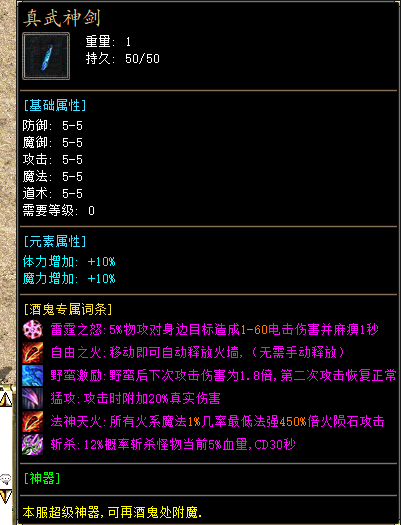 真武神剑
重量: 1
持久: 50/50
[基础属性]
防御: 5-5
魔御: 5-5
攻击: 5-5
魔法: 5-5
道术: 5-5
需要等级: 0
[元素属性]
体力增加: +10%
魔力增加: +10%
[酒鬼专属词条]
雷霆之怒:5%物攻对身边目标造成1-60电击伤害并麻痹1秒
自由之火:移动即可自动释放火墙,（无需手动释放）
野蛮激励:野蛮后下次攻击伤害为1.8倍,第二次攻击恢复正常
猛攻:攻击时附加20%真实伤害
法神天火:所有火系魔法1%几率最低法强450%倍火陨石攻击
斩杀:12%概率斩杀怪物当前5%血量,CD30秒
[神器]
本服超级神器,可再酒鬼处附魔.